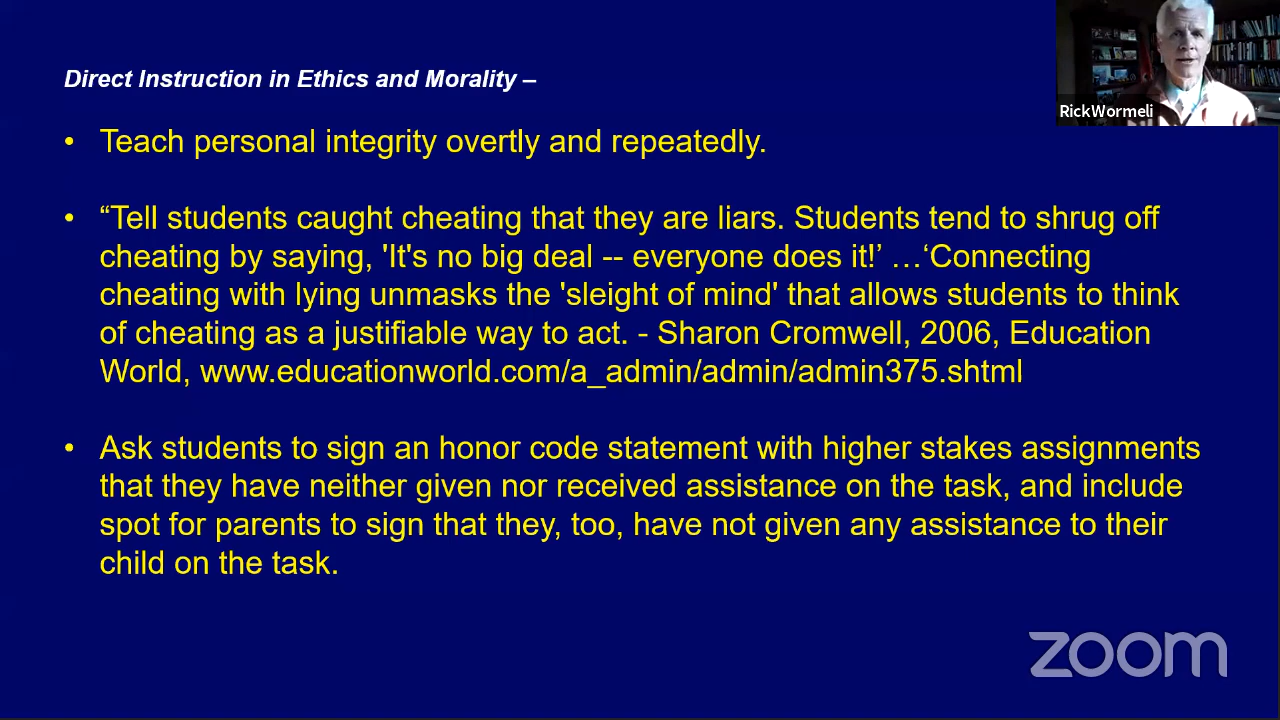 Direct Instruction in Ethics and Morality –
RickWormeli
• Teach personal integrity overtly and repeatedly.
• “Tell students caught cheating that they are liars. Students tend to shrug off
cheating by saying, 'It's no big deal -- everyone does it!’ …‘Connecting
cheating with lying unmasks the 'sleight of mind' that allows students to think
of cheating as a justifiable way to act. - Sharon Cromwell, 2006, Education
World, www.educationworld.com/a_admin/admin/admin375.shtml
• Ask students to sign an honor code statement with higher stakes assignments
that they have neither given nor received assistance on the task, and include
spot for parents to sign that they, too, have not given any assistance to their
child on the task.
zoom